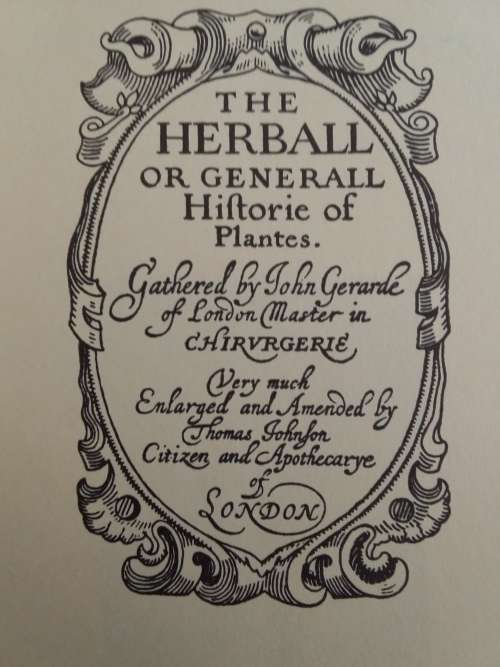 THE
HERBALL
OR GENERALL
Hiſtorie of
Plantes.
Gathered by John Gerarde
of London Master in
CHIRVRGERIE
Very much
Enlarged and Amended by
Thomas Johnſon
Citizen and Apothecarye
of
LONDON